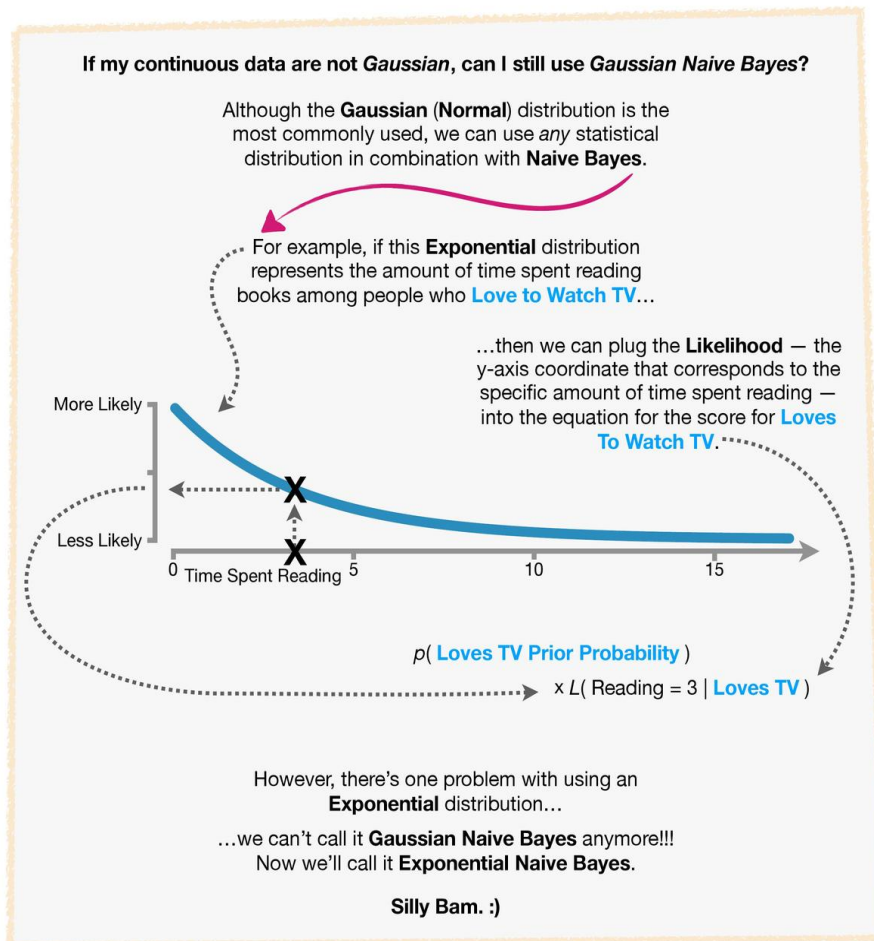 If my continuous data are not Gaussian, can I still use Gaussian Naive Bayes?
Although the Gaussian (Normal) distribution is the
most commonly used, we can use any statistical
distribution in combination with Naive Bayes.
For example, if this Exponential distribution
represents the amount of time spent reading
books among people who Love to Watch TV…
…then we can plug the Likelihood — the
y-axis coordinate that corresponds to the
specific amount of time spent reading —
into the equation for the score for Loves
To Watch TV.
More Likely
X
Less Likely
X
0
Time Spent Reading
5
10
15
p( Loves TV Prior Probability )
x L( Reading = 3 | Loves TV )
However, there’s one problem with using an
Exponential distribution…
…we can’t call it Gaussian Naive Bayes anymore!!!
Now we’ll call it Exponential Naive Bayes.
Silly Bam. :)